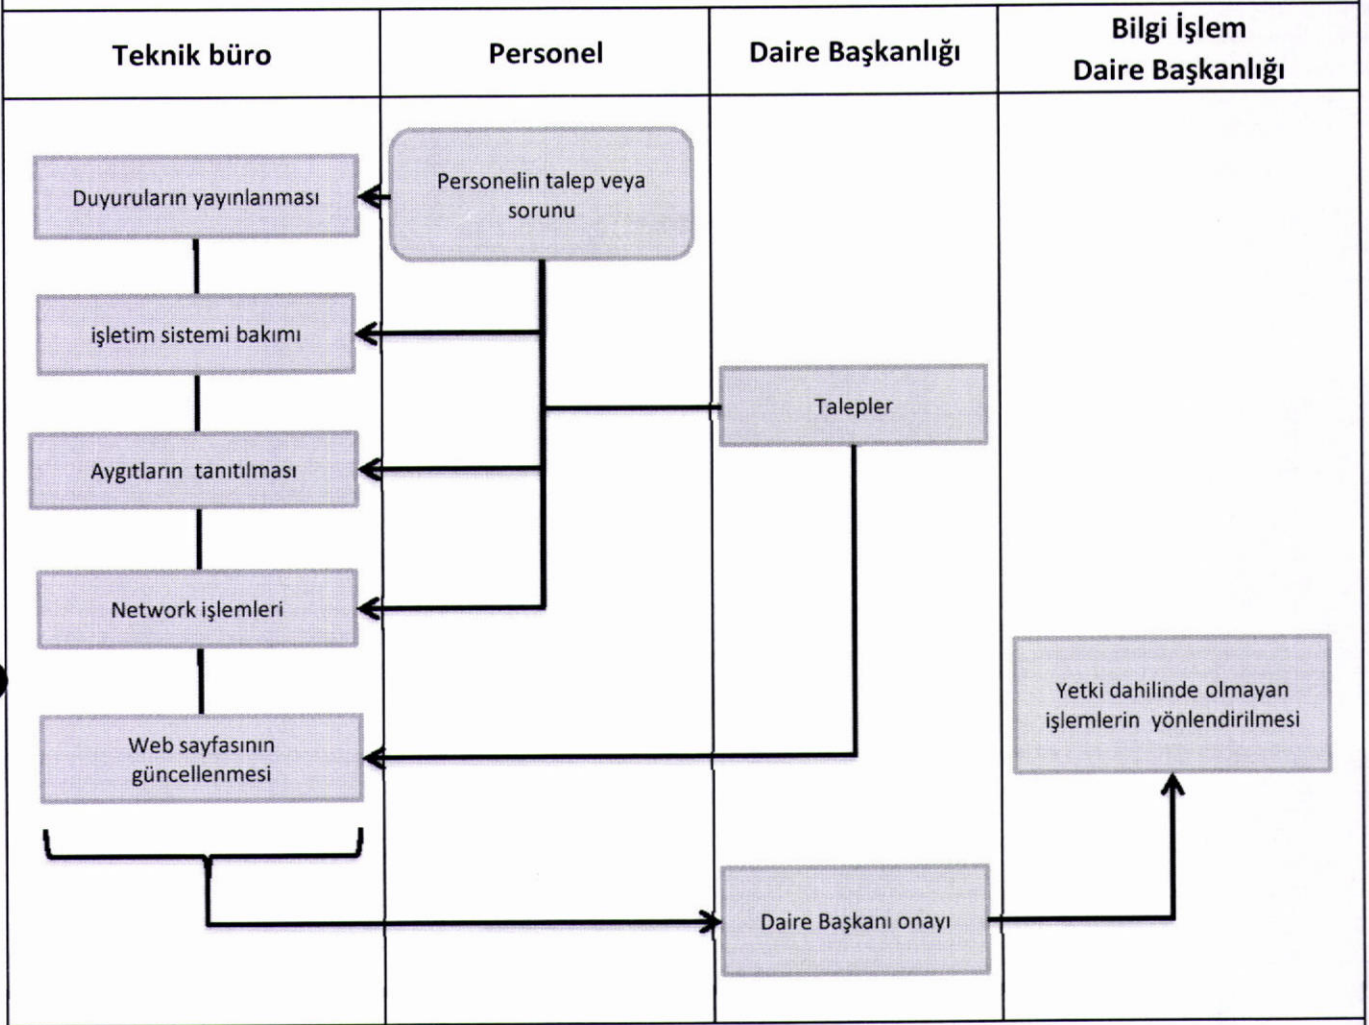 Teknik büro
Personel
Daire Başkanlığı
Bilgi İşlem
Daire Başkanlığı
Duyuruların yayınlanması
Personelin talep veya
sorunu
işletim sistemi bakımı
Talepler
Aygıtların tanıtılması
Network işlemleri
Yetki dahilinde olmayan
işlemlerin yönlendirilmesi
Web sayfasının
güncellenmesi
Daire Başkanı onayı